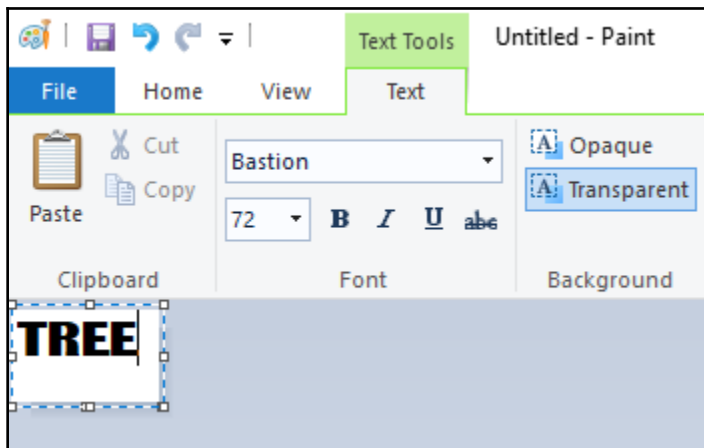 Text Tools Untitled - Paint
File Home View Text
Cut
Copy
Paste
Clipboard
Bastion
72 B I U abc
Font
A Opaque
A Transparent
Background
TREE